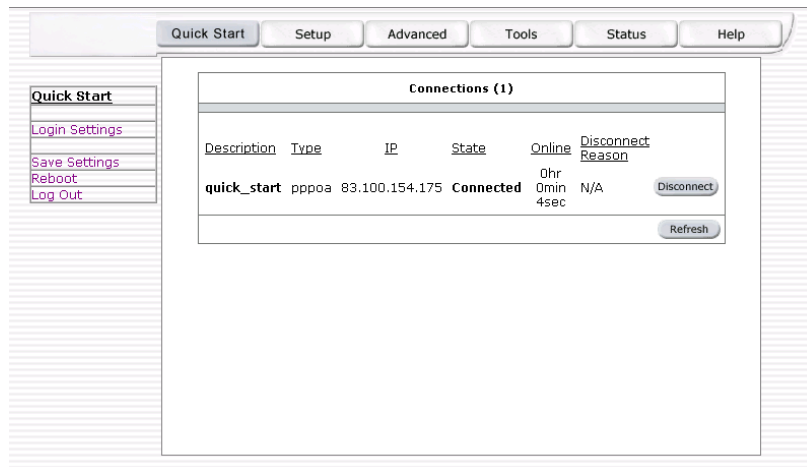 Quick Start Setup Advanced Tools Status Help
Quick Start
Login Settings
Save Settings
Reboot
Log Out
Connections (1)
Description Type IP State Online Disconnect Reason
quick_start pppoa 83.100.154.175 Connected 0hr 0min 4sec N/A Disconnect
Refresh